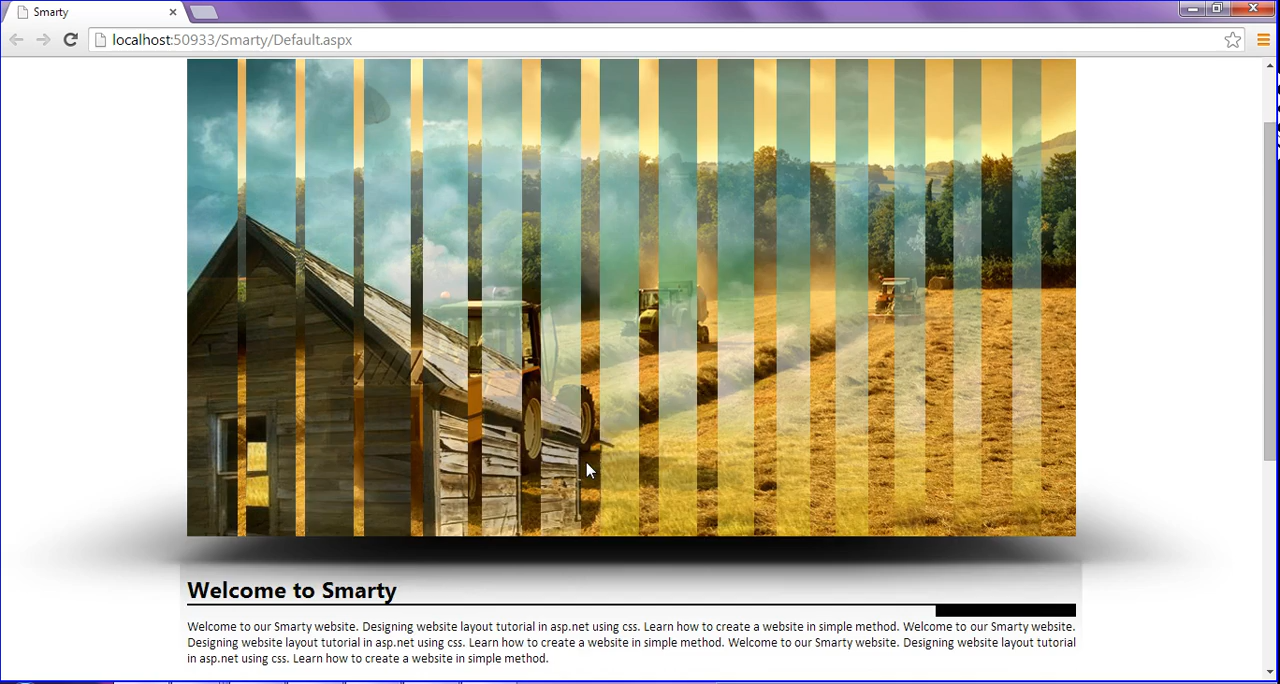 Smarty
localhost:50933/Smarty/Default.aspx
Welcome to Smarty
Welcome to our Smarty website. Designing website layout tutorial in asp.net using css. Learn how to create a website in simple method. Welcome to our Smarty website.
Designing website layout tutorial in asp.net using css. Learn how to create a website in simple method. Welcome to our Smarty website. Designing website layout tutorial
in asp.net using css. Learn how to create a website in simple method.